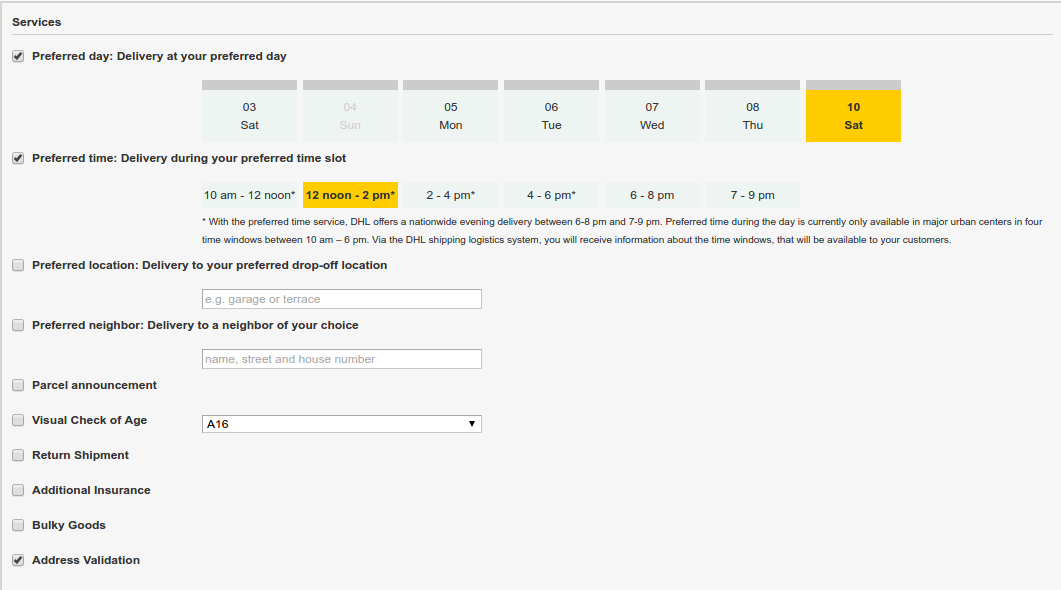 Services
Preferred day: Delivery at your preferred day
03 04 05 06 07 08 10
Sat Sun Mon Tue Wed Thu Sat
Preferred time: Delivery during your preferred time slot
10 am - 12 noon* 12 noon - 2 pm* 2 - 4 pm* 4 - 6 pm* 6 - 8 pm 7 - 9 pm
* With the preferred time service, DHL offers a nationwide evening delivery between 6-8 pm and 7-9 pm. Preferred time during the day is currently only available in major urban centers in four
time windows between 10 am – 6 pm. Via the DHL shipping logistics system, you will receive information about the time windows, that will be available to your customers.
Preferred location: Delivery to your preferred drop-off location
e.g. garage or terrace
Preferred neighbor: Delivery to a neighbor of your choice
name, street and house number
Parcel announcement
Visual Check of Age A16
Return Shipment
Additional Insurance
Bulky Goods
Address Validation